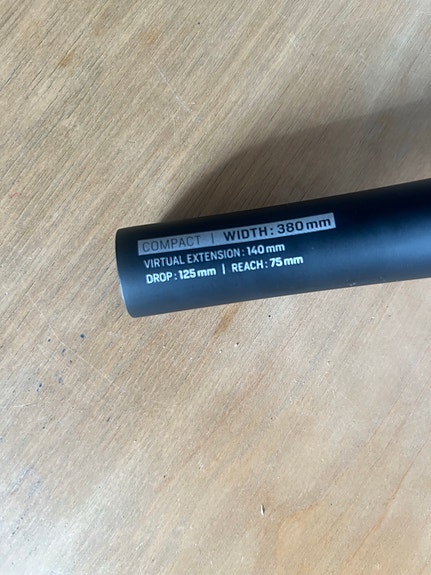 COMPACT | WIDTH : 380 mm
VIRTUAL EXTENSION : 140 mm
DROP : 125 mm | REACH : 75 mm